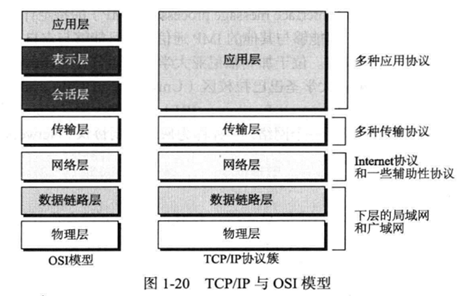 应用层
表示层
会话层
传输层
网络层
数据链路层
物理层
OSI模型
应用层
传输层
网络层
数据链路层
物理层
TCP/IP协议簇
多种应用协议
多种传输协议
Internet协议
和一些辅助性协议
下层的局域网
和广域网
图 1-20 TCP/IP 与 OSI 模型